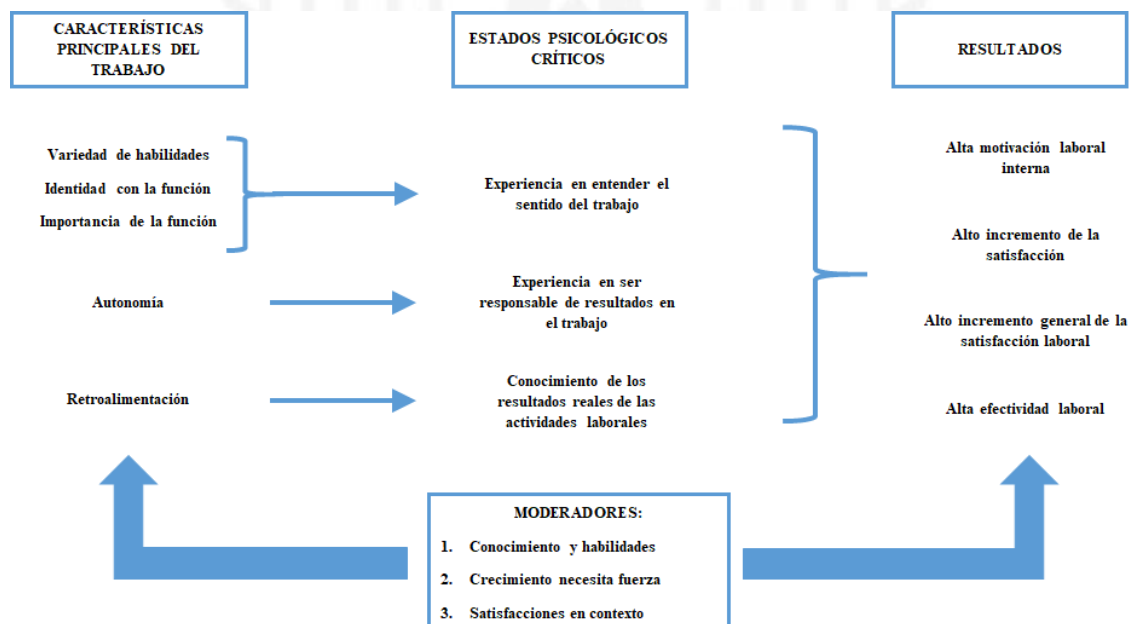 CARACTERÍSTICAS
PRINCIPALES DEL
TRABAJO
ESTADOS PSICOLÓGICOS
CRÍTICOS
RESULTADOS
Variedad de habilidades
Identidad con la función
Importancia de la función
Experiencia en entender el
sentido del trabajo
Autonomía
Experiencia en ser
responsable de resultados en
el trabajo
Retroalimentación
Conocimiento de los
resultados reales de las
actividades laborales
Alta motivación laboral
interna
Alto incremento de la
satisfacción
Alto incremento general de la
satisfacción laboral
Alta efectividad laboral
MODERADORES:
1. Conocimiento y habilidades
2. Crecimiento necesita fuerza
3. Satisfacciones en contexto